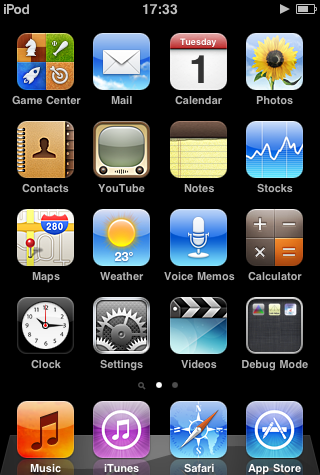 iPod 17:33
Tuesday
1
Game Center Mail Calendar Photos
Contacts YouTube Notes Stocks
280
23°
Maps Weather Voice Memos Calculator
Clock Settings Videos Debug Mode
Music iTunes Safari App Store